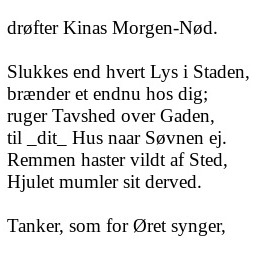 drøfter Kinas Morgen-Nød.

Slukkes end hvert Lys i Staden,
brænder et endnu hos dig;
ruger Tavshed over Gaden,
til _dit_ Hus naar Søvnen ej.
Remmen haster vildt af Sted,
Hjulet mumler sit derved.

Tanker, som for Øret synger,